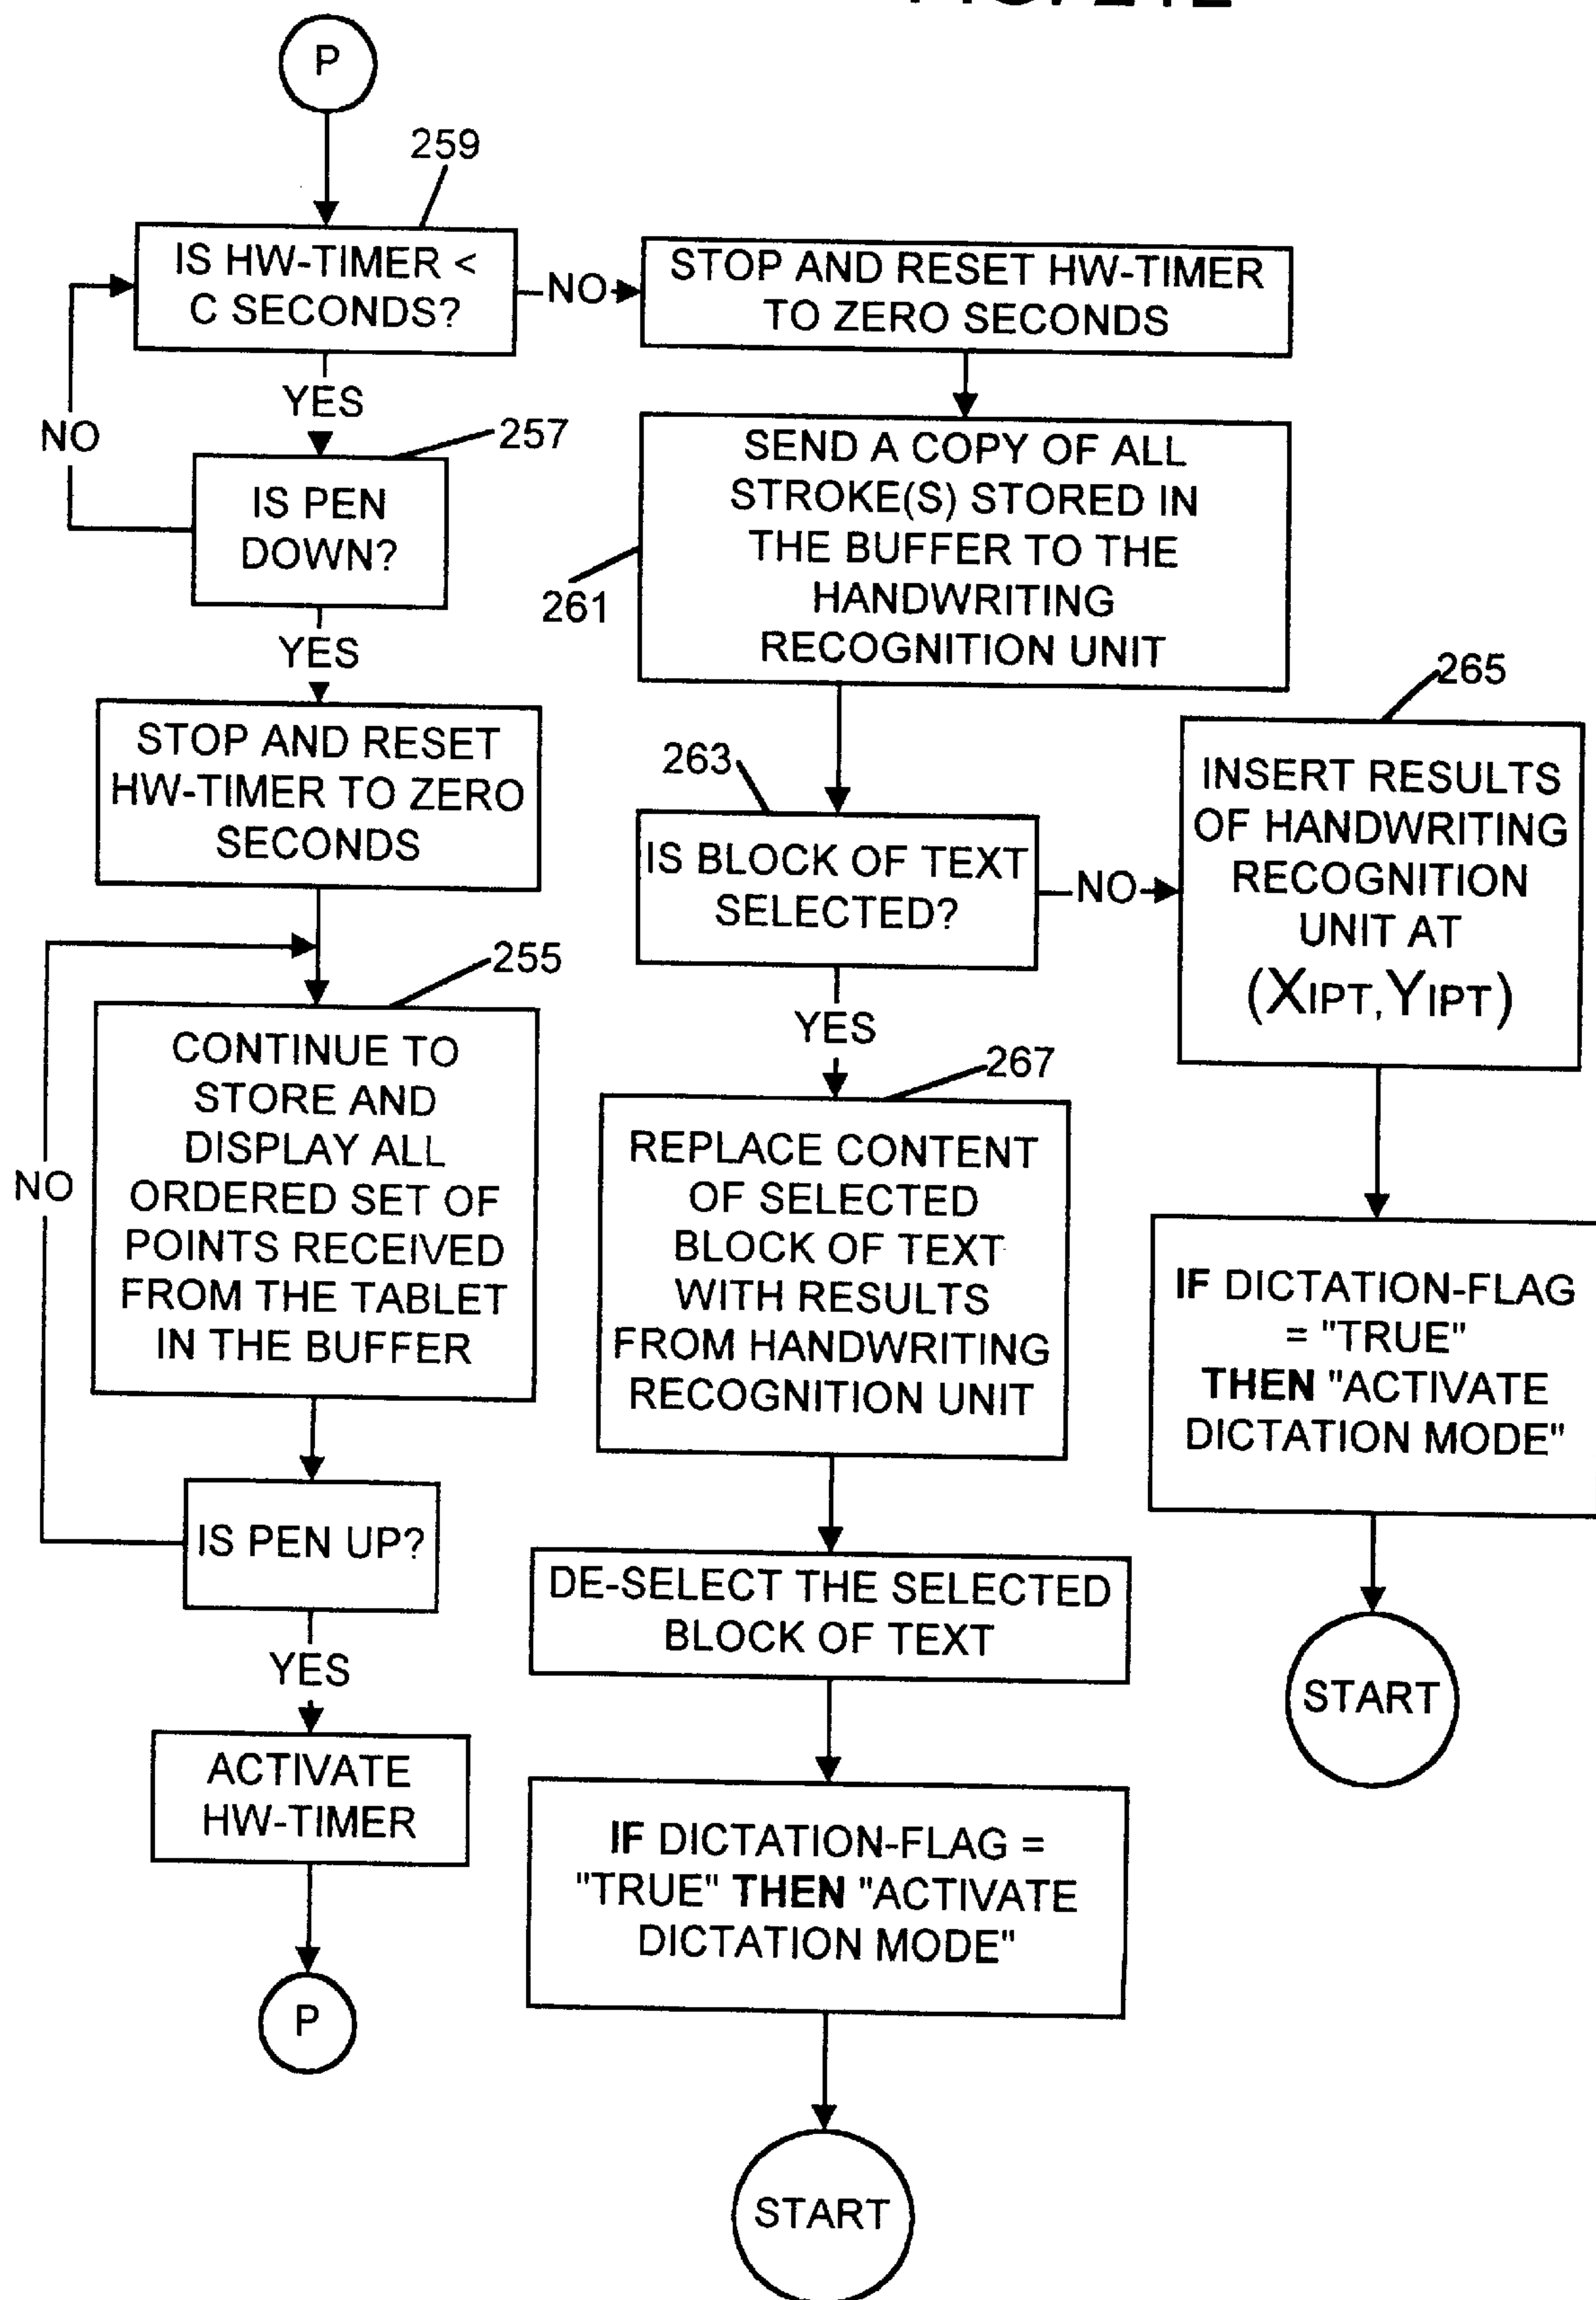 P
259
IS HW-TIMER <
C SECONDS?
NO
STOP AND RESET HW-TIMER
TO ZERO SECONDS
YES
NO
257
IS PEN
DOWN?
YES
SEND A COPY OF ALL
STROKE(S) STORED IN
THE BUFFER TO THE
HANDWRITING
RECOGNITION UNIT
261
STOP AND RESET
HW-TIMER TO ZERO
SECONDS
263
IS BLOCK OF TEXT
SELECTED?
NO
265
INSERT RESULTS
OF HANDWRITING
RECOGNITION
UNIT AT
(XIPT,YIPT)
255
CONTINUE TO
STORE AND
DISPLAY ALL
ORDERED SET OF
POINTS RECEIVED
FROM THE TABLET
IN THE BUFFER
NO
YES
267
REPLACE CONTENT
OF SELECTED
BLOCK OF TEXT
WITH RESULTS
FROM HANDWRITING
RECOGNITION UNIT
IF DICTATION-FLAG
= "TRUE"
THEN "ACTIVATE
DICTATION MODE"
START
IS PEN UP?
YES
DE-SELECT THE SELECTED
BLOCK OF TEXT
ACTIVATE
HW-TIMER
P
IF DICTATION-FLAG =
"TRUE" THEN "ACTIVATE
DICTATION MODE"
START